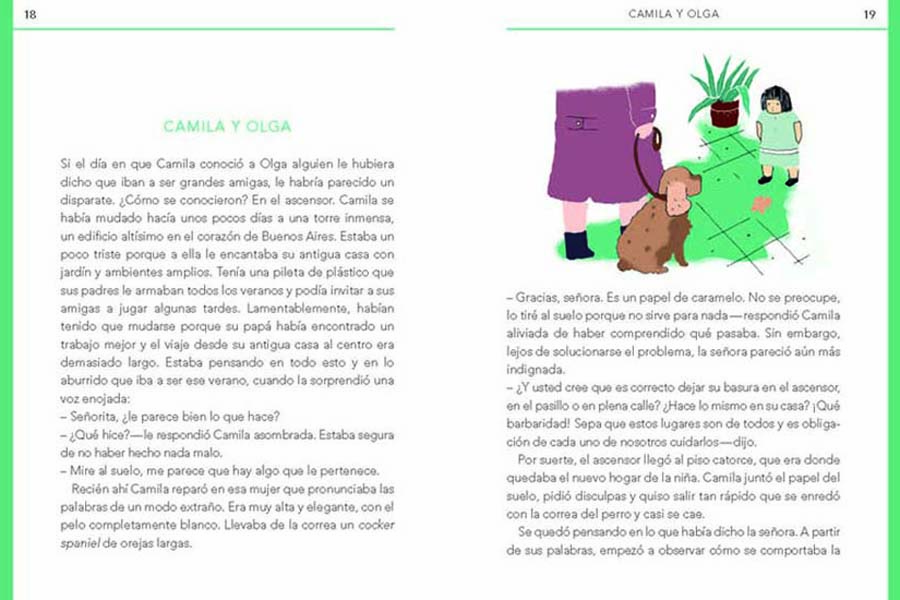 18
CAMILA Y OLGA
Si el día en que Camila conoció a Olga alguien le hubiera
dicho que iban a ser grandes amigas, le habría parecido un
disparate. ¿Cómo se conocieron? En el ascensor. Camila se
había mudado hacía unos pocos días a una torre inmensa,
un edificio altísimo en el corazón de Buenos Aires. Estaba un
poco triste porque a ella le encantaba su antigua casa con
jardín y ambientes amplios. Tenía una pileta de plástico que
sus padres le armaban todos los veranos y podía invitar a sus
amigas a jugar algunas tardes. Lamentablemente, habían
tenido que mudarse porque su papá había encontrado un
trabajo mejor y el viaje desde su antigua casa al centro era
demasiado largo. Estaba pensando en todo esto y en lo
aburrido que iba a ser ese verano, cuando la sorprendió una
voz enojada:
– Señorita, ¿le parece bien lo que hace?
– ¿Qué hice?—le respondió Camila asombrada. Estaba segura
de no haber hecho nada malo.
– Mire al suelo, me parece que hay algo que le pertenece.
Recién ahí Camila reparó en esa mujer que pronunciaba las
palabras de un modo extraño. Era muy alta y elegante, con el
pelo completamente blanco. Llevaba de la correa un cocker
spaniel de orejas largas.
CAMILA Y OLGA
19
– Gracias, señora. Es un papel de caramelo. No se preocupe,
lo tiré al suelo porque no sirve para nada—respondió Camila
aliviada de haber comprendido qué pasaba. Sin embargo,
lejos de solucionarse el problema, la señora pareció aún más
indignada.
– ¿Y usted cree que es correcto dejar su basura en el ascensor,
en el pasillo o en plena calle? ¿Hace lo mismo en su casa? ¡Qué
barbaridad! Sepa que estos lugares son de todos y es obliga-
ción de cada uno de nosotros cuidarlos—dijo.
Por suerte, el ascensor llegó al piso catorce, que era donde
quedaba el nuevo hogar de la niña. Camila juntó el papel del
suelo, pidió disculpas y quiso salir tan rápido que se enredó
con la correa del perro y casi se cae.
Se quedó pensando en lo que había dicho la señora. A partir
de sus palabras, empezó a observar cómo se comportaba la